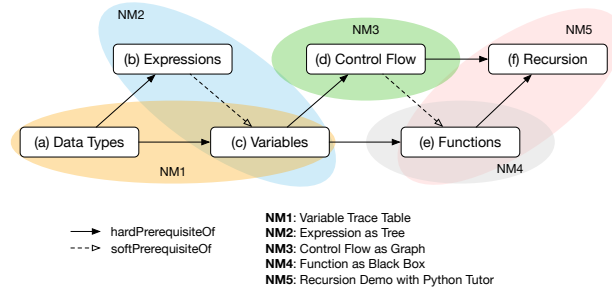 NM2
NM3
NM5
(b) Expressions
(d) Control Flow
(f) Recursion
(a) Data Types
(c) Variables
(e) Functions
NM1
NM4
hardPrerequisiteOf
softPrerequisiteOf
NM1: Variable Trace Table
NM2: Expression as Tree
NM3: Control Flow as Graph
NM4: Function as Black Box
NM5: Recursion Demo with Python Tutor